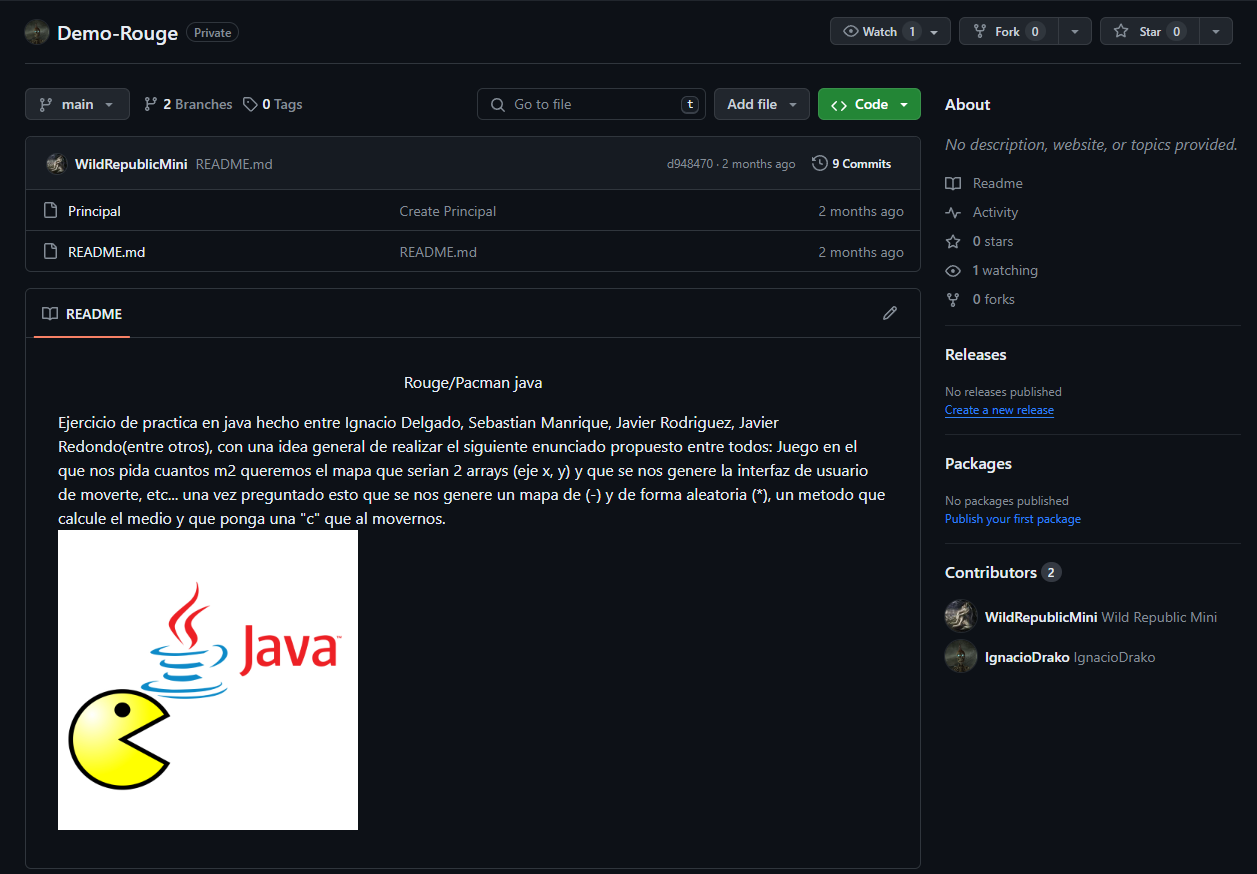 Demo-Rouge Private Watch 1 Fork 0 Star 0
main 2 Branches 0 Tags Go to file t Add file Code
WildRepublicMini README.md d948470 · 2 months ago 9 Commits
Principal Create Principal 2 months ago
README.md README.md 2 months ago
README
Rouge/Pacman java
Ejercicio de practica en java hecho entre Ignacio Delgado, Sebastian Manrique, Javier Rodriguez, Javier
Redondo(entre otros), con una idea general de realizar el siguiente enunciado propuesto entre todos: Juego en el
que nos pida cuantos m2 queremos el mapa que serian 2 arrays (eje x, y) y que se nos genere la interfaz de usuario
de moverte, etc... una vez preguntado esto que se nos genere un mapa de (-) y de forma aleatoria (*), un metodo que
calcule el medio y que ponga una "c" que al movernos.
Java™
About
No description, website, or topics provided.
Readme
Activity
0 stars
1 watching
0 forks
Releases
No releases published
Create a new release
Packages
No packages published
Publish your first package
Contributors 2
WildRepublicMini Wild Republic Mini
IgnacioDrako IgnacioDrako